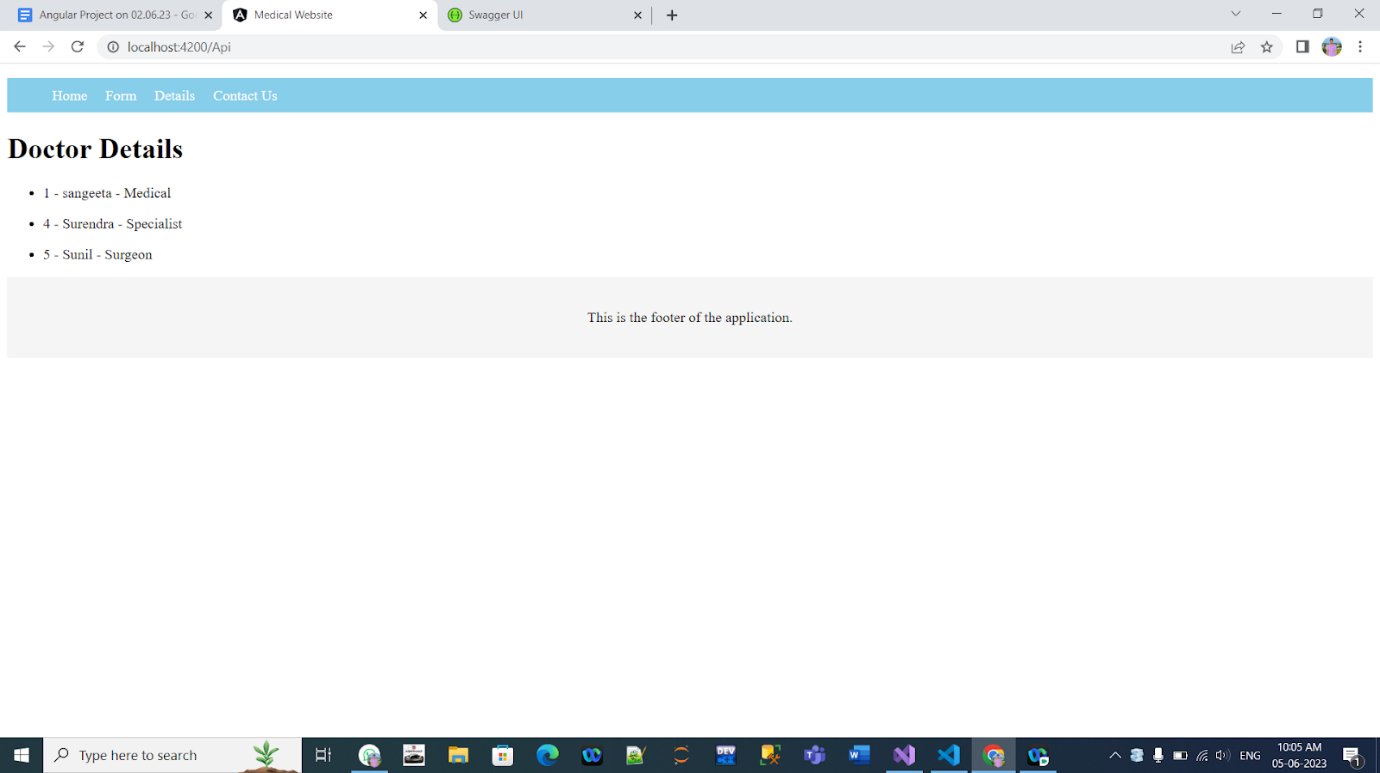 Angular Project on 02.06.23 - Go
Medical Website
Swagger UI
localhost:4200/Api
Home Form Details Contact Us
Doctor Details
1 - sangeeta - Medical
4 - Surendra - Specialist
5 - Sunil - Surgeon
This is the footer of the application.
Type here to search
DEV
ENG
10:05 AM
05-06-2023
1